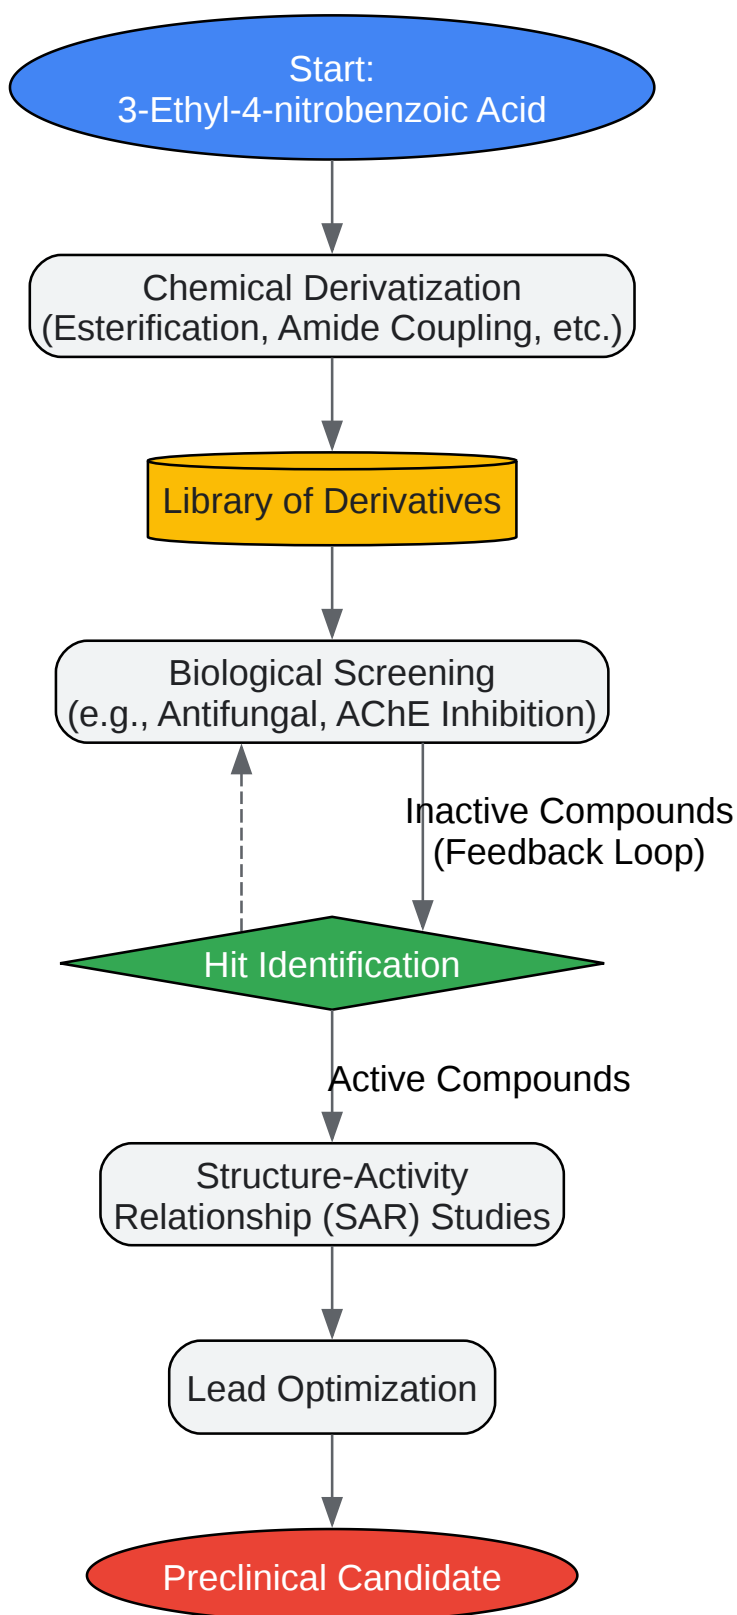 Start:
3-Ethyl-4-nitrobenzoic Acid
Chemical Derivatization
(Esterification, Amide Coupling, etc.)
Library of Derivatives
Biological Screening
(e.g., Antifungal, AChE Inhibition)
Inactive Compounds
(Feedback Loop)
Hit Identification
Active Compounds
Structure-Activity
Relationship (SAR) Studies
Lead Optimization
Preclinical Candidate